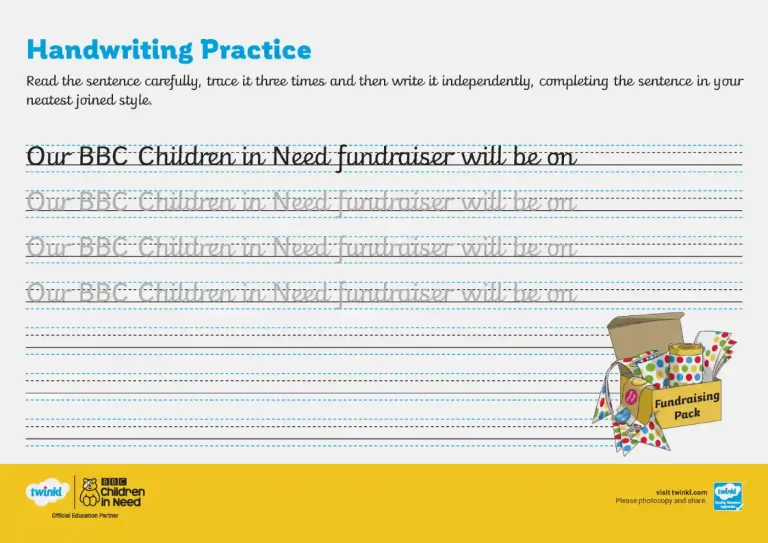 Handwriting Practice
Read the sentence carefully, trace it three times and then write it independently, completing the sentence in your
neatest joined style.
Our BBC Children in Need fundraiser will be on
Our BBC Children in Need fundraiser will be on
Our BBC Children in Need fundraiser will be on
Our BBC Children in Need fundraiser will be on
Fundraising
Pack
twinkl
BBC
Children
in Need
Official Education Partner
visit twinkl.com
Please photocopy and share.
twinkl